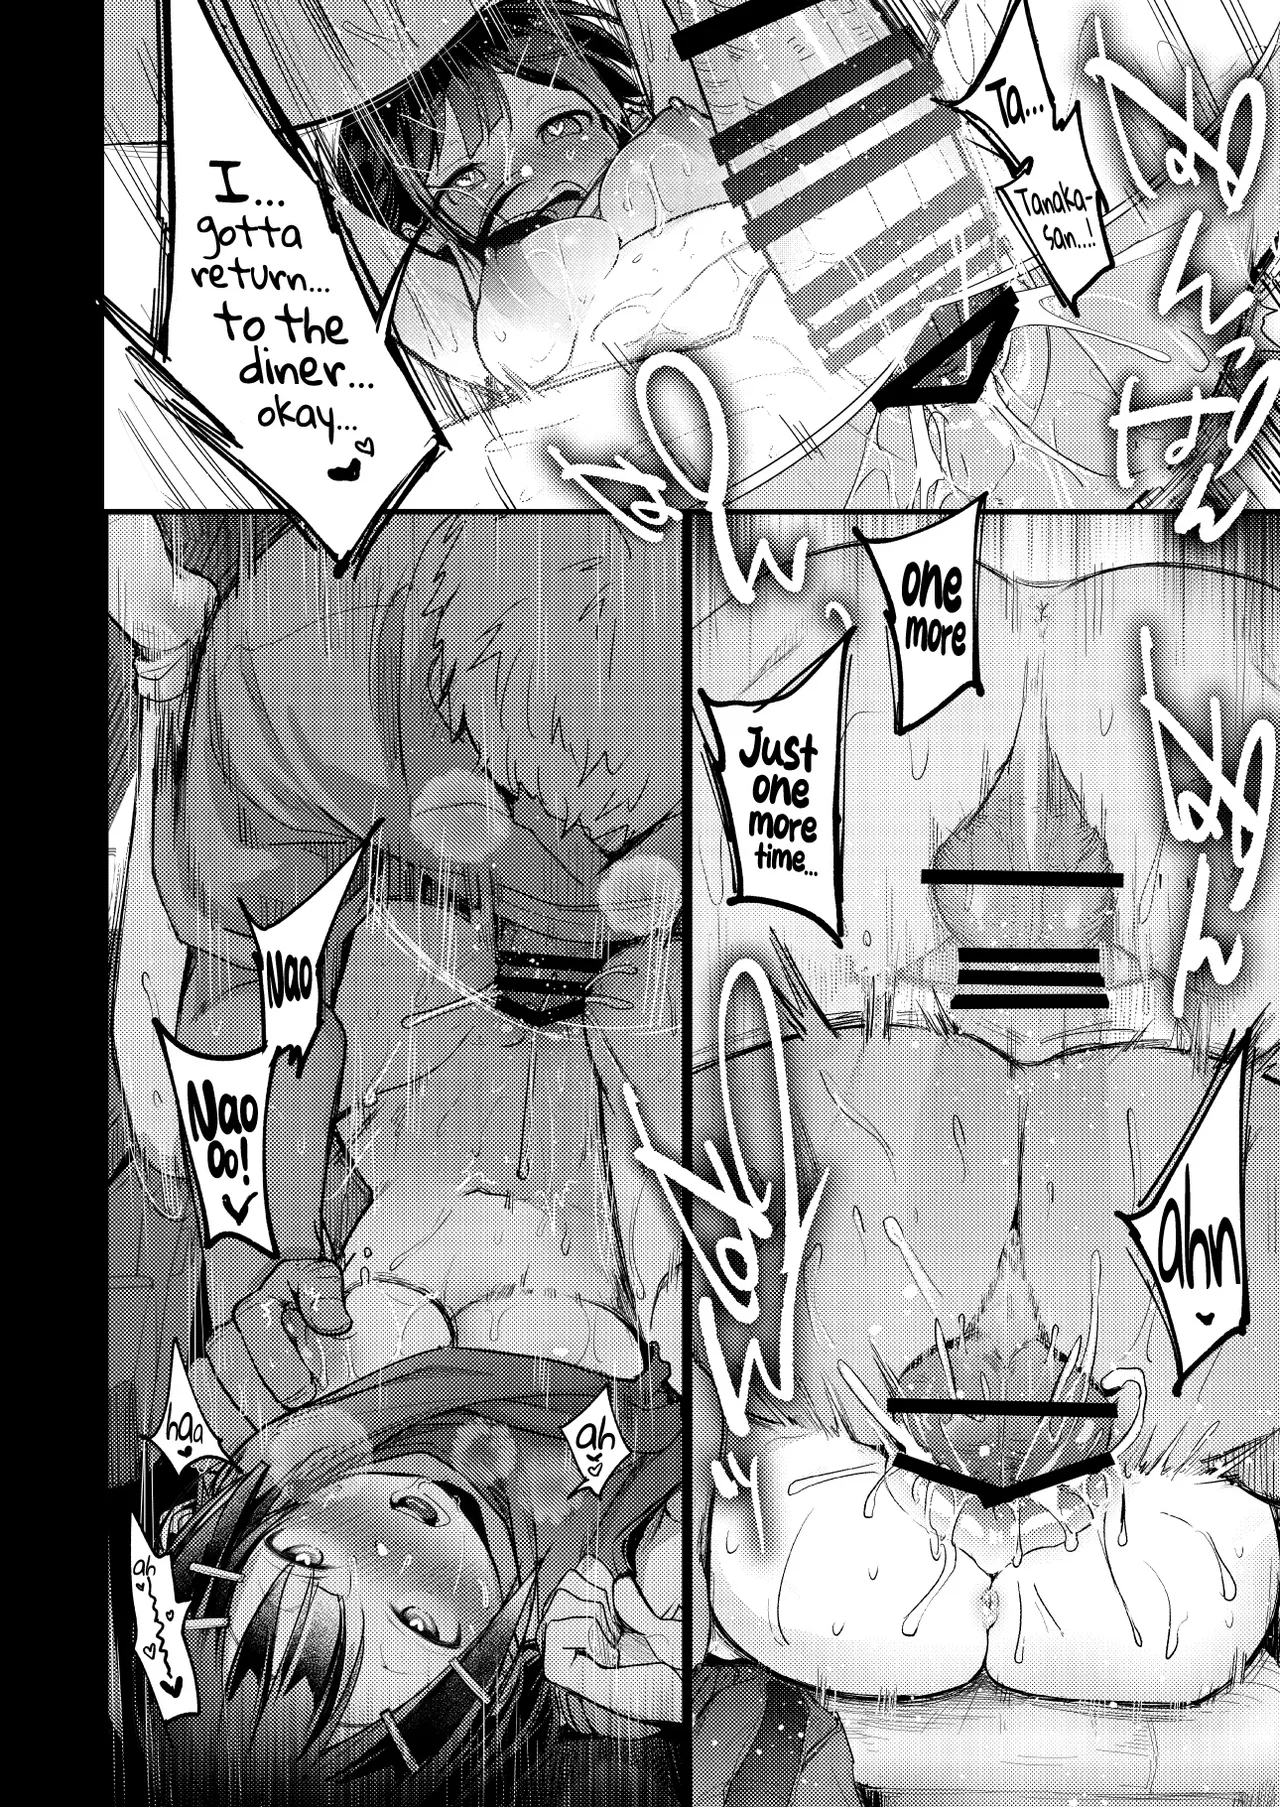 Ta...
Tanaka-
san..!
I...
gotta
return...
to the
diner...
okay...
one
more
Just
one
more
time...
ahn
Nao
Nao
oo!
ah
haa
ah